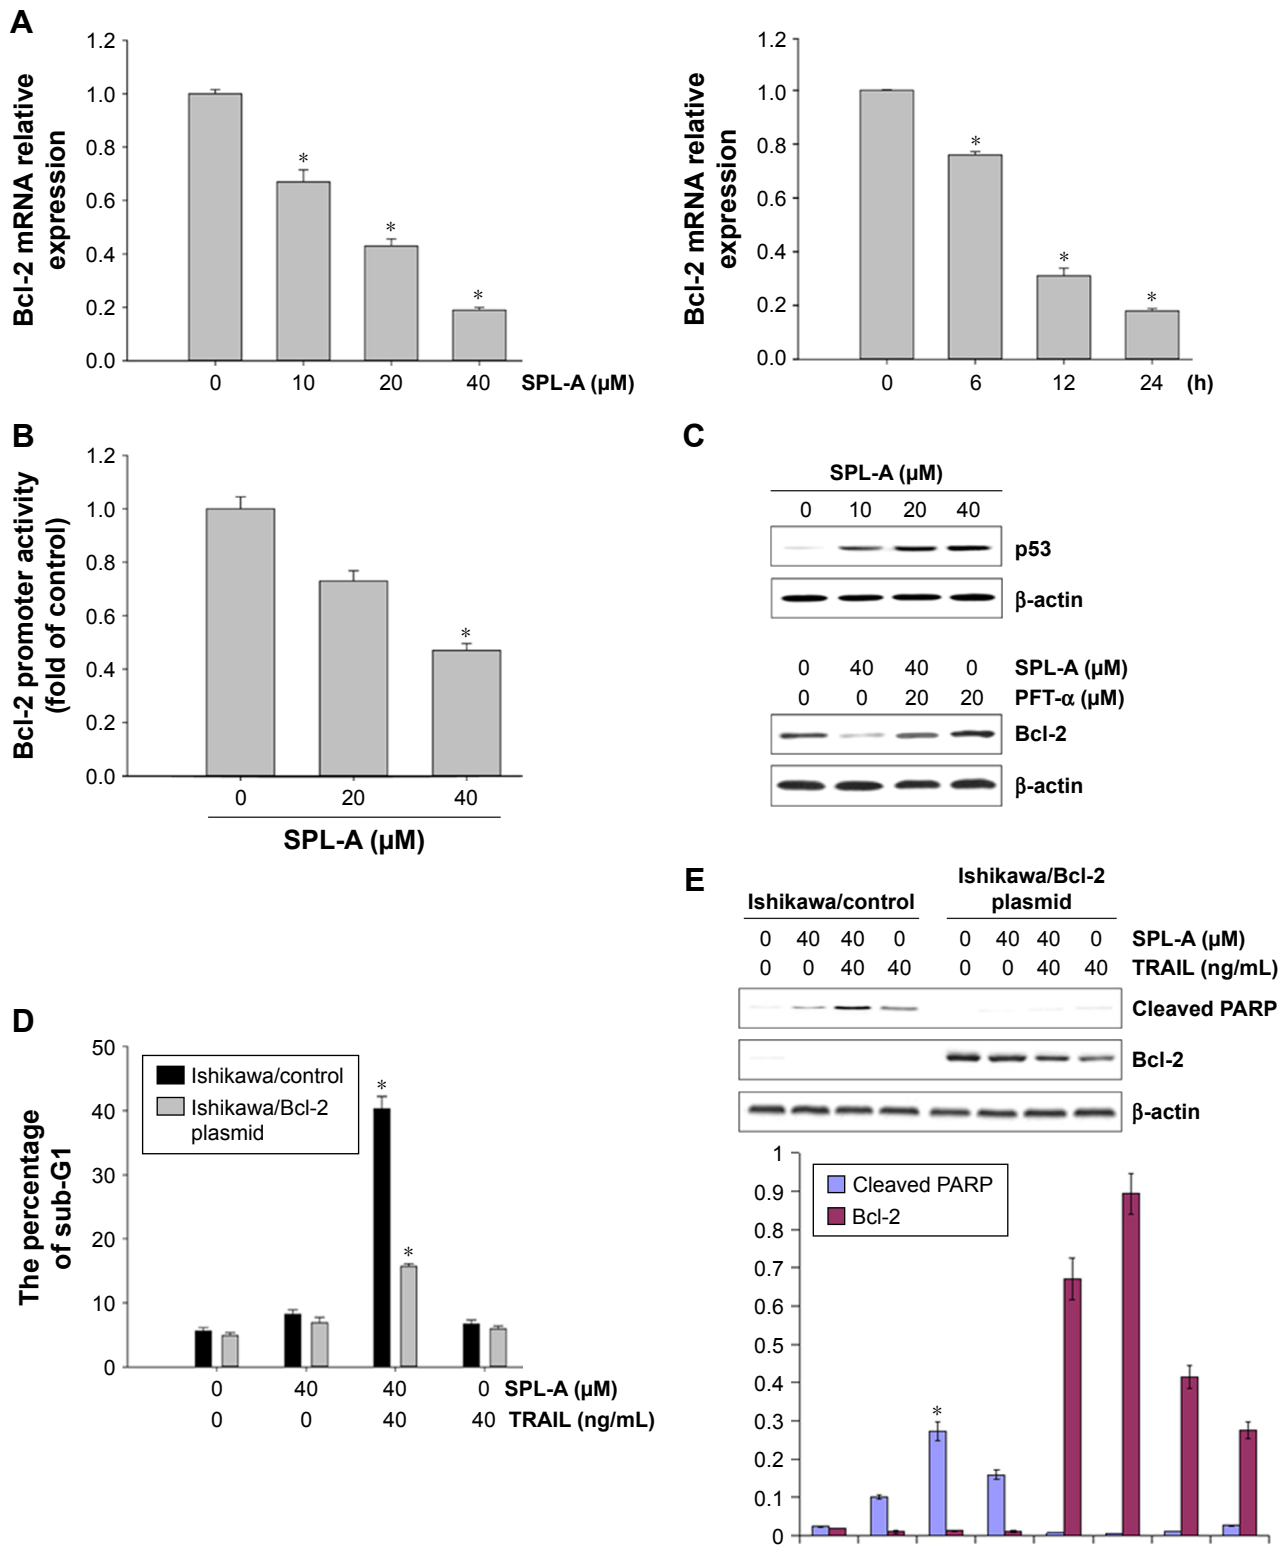 A
1.2
1.0
0.8
0.6
0.4
0.2
0.0
Bcl-2 mRNA relative
expression
*
*
*
0 10 20 40 SPL-A (μM)
1.2
1.0
0.8
0.6
0.4
0.2
0.0
Bcl-2 mRNA relative
expression
*
*
*
0 6 12 24 (h)
B
1.2
1.0
0.8
0.6
0.4
0.2
0.0
Bcl-2 promoter activity
(fold of control)
*
0 20 40
SPL-A (μM)
C
SPL-A (μM)
0 10 20 40
p53
β-actin
0 40 40 0 SPL-A (μM)
0 0 20 20 PFT-α (μM)
Bcl-2
β-actin
D
50
40
30
20
10
0
The percentage
of sub-G1
Ishikawa/control
Ishikawa/Bcl-2
plasmid
*
*
0 40 40 0 SPL-A (μM)
0 0 40 40 TRAIL (ng/mL)
E
Ishikawa/control
Ishikawa/Bcl-2
plasmid
0 40 40 0 0 40 40 0 SPL-A (μM)
0 0 40 40 0 0 40 40 TRAIL (ng/mL)
Cleaved PARP
Bcl-2
β-actin
1
0.9
0.8
0.7
0.6
0.5
0.4
0.3
0.2
0.1
0
Cleaved PARP
Bcl-2
*